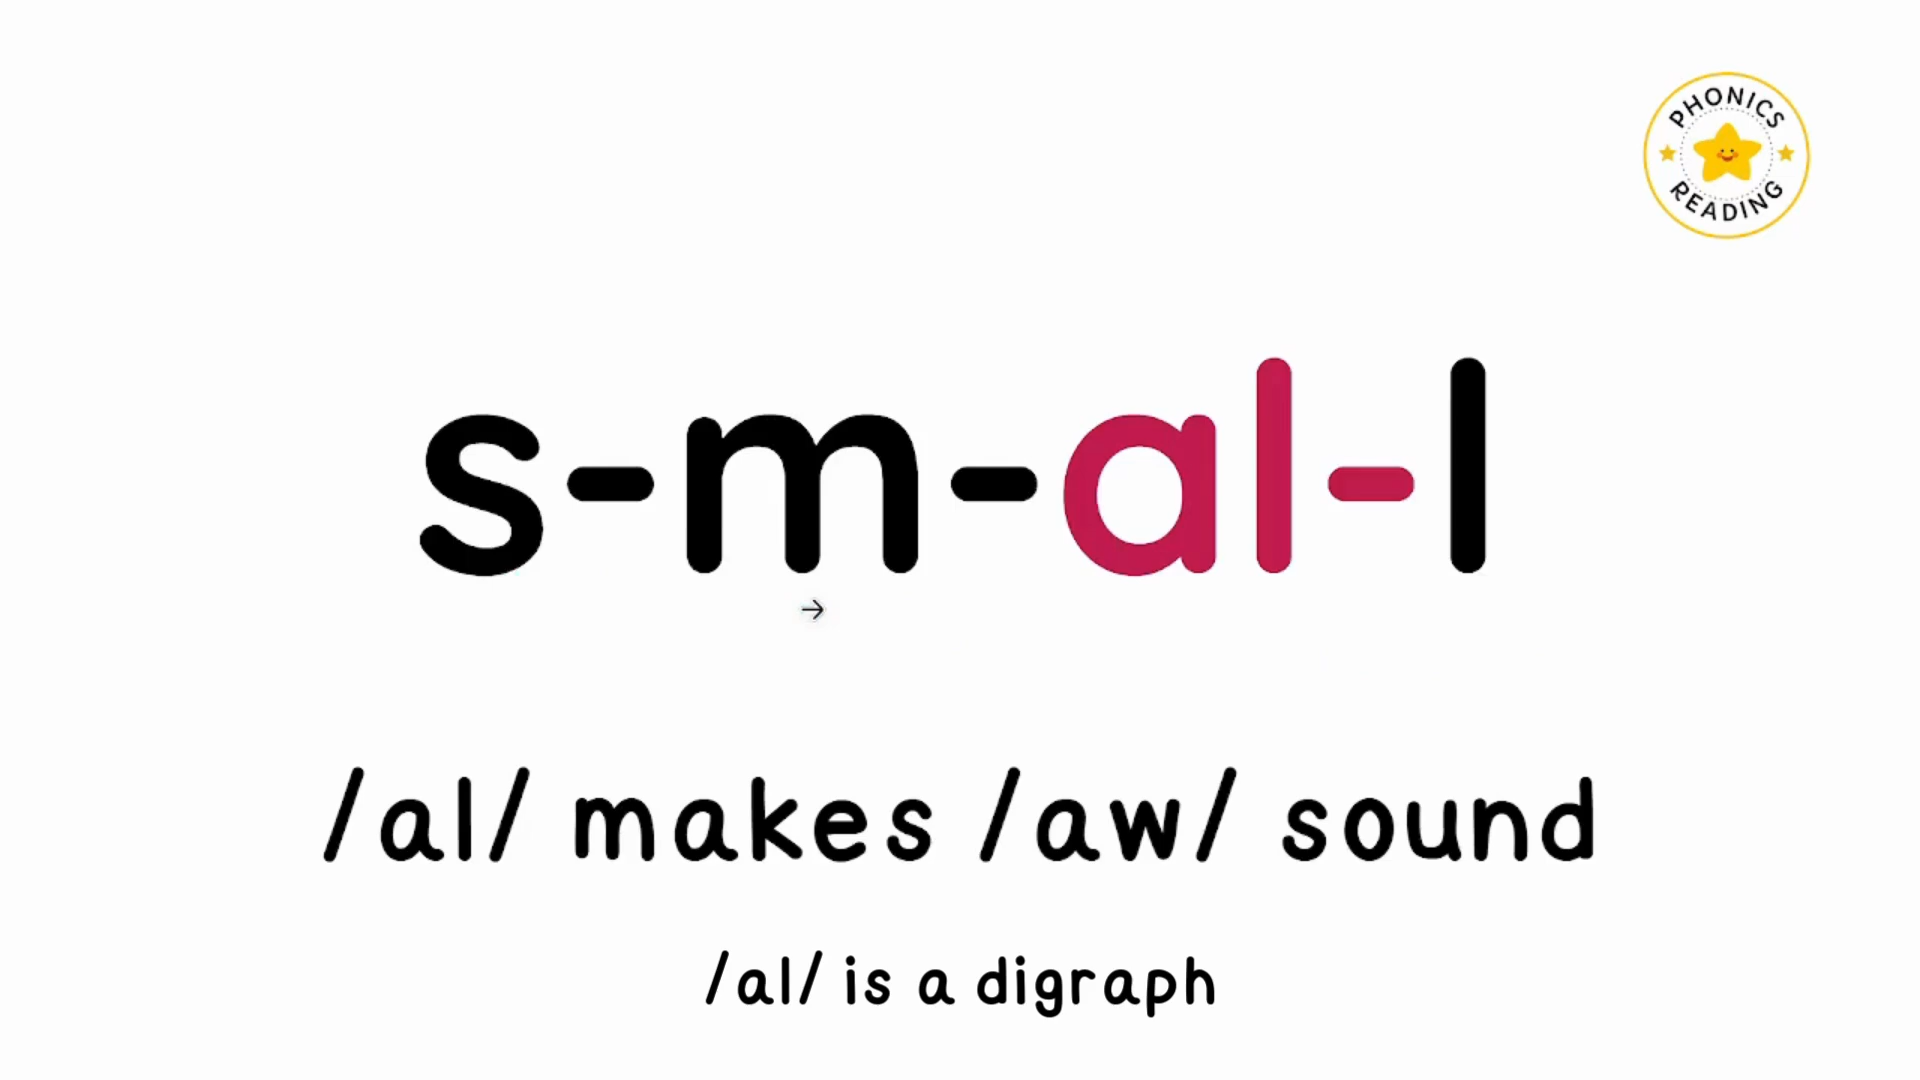 PHONICS
READING
s-m-al-l
/al/ makes /aw/ sound
/al/ is a digraph